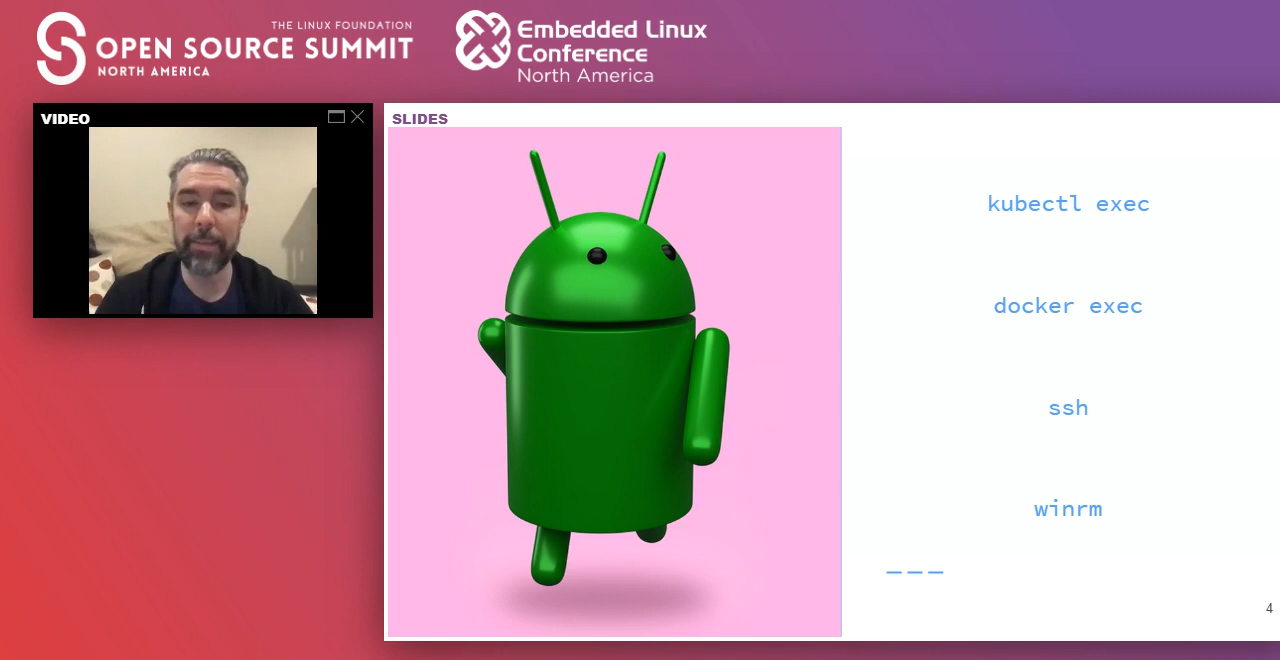 THE LINUX FOUNDATION
OPEN SOURCE SUMMIT
NORTH AMERICA
Embedded Linux
Conference
North America
VIDEO
SLIDES
kubectl exec
docker exec
ssh
winrm
4